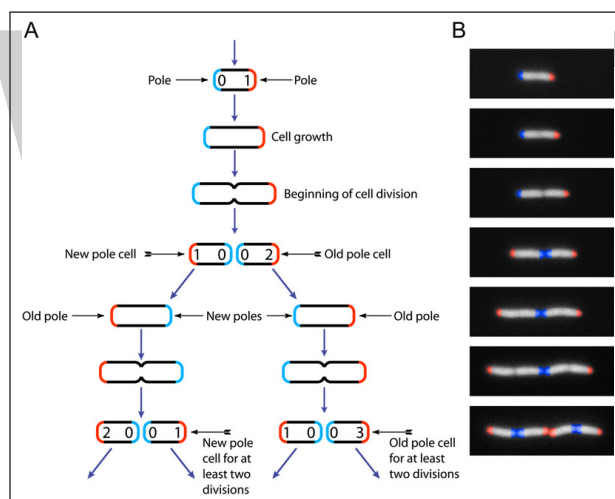 A
B
Pole
0 1
Pole
Cell growth
Beginning of cell division
New pole cell
1 0
0 2
Old pole cell
Old pole
New poles
Old pole
2 0
0 1
New pole
cell for at
least two
divisions
1 0
0 3
Old pole cell
for at least
two divisions